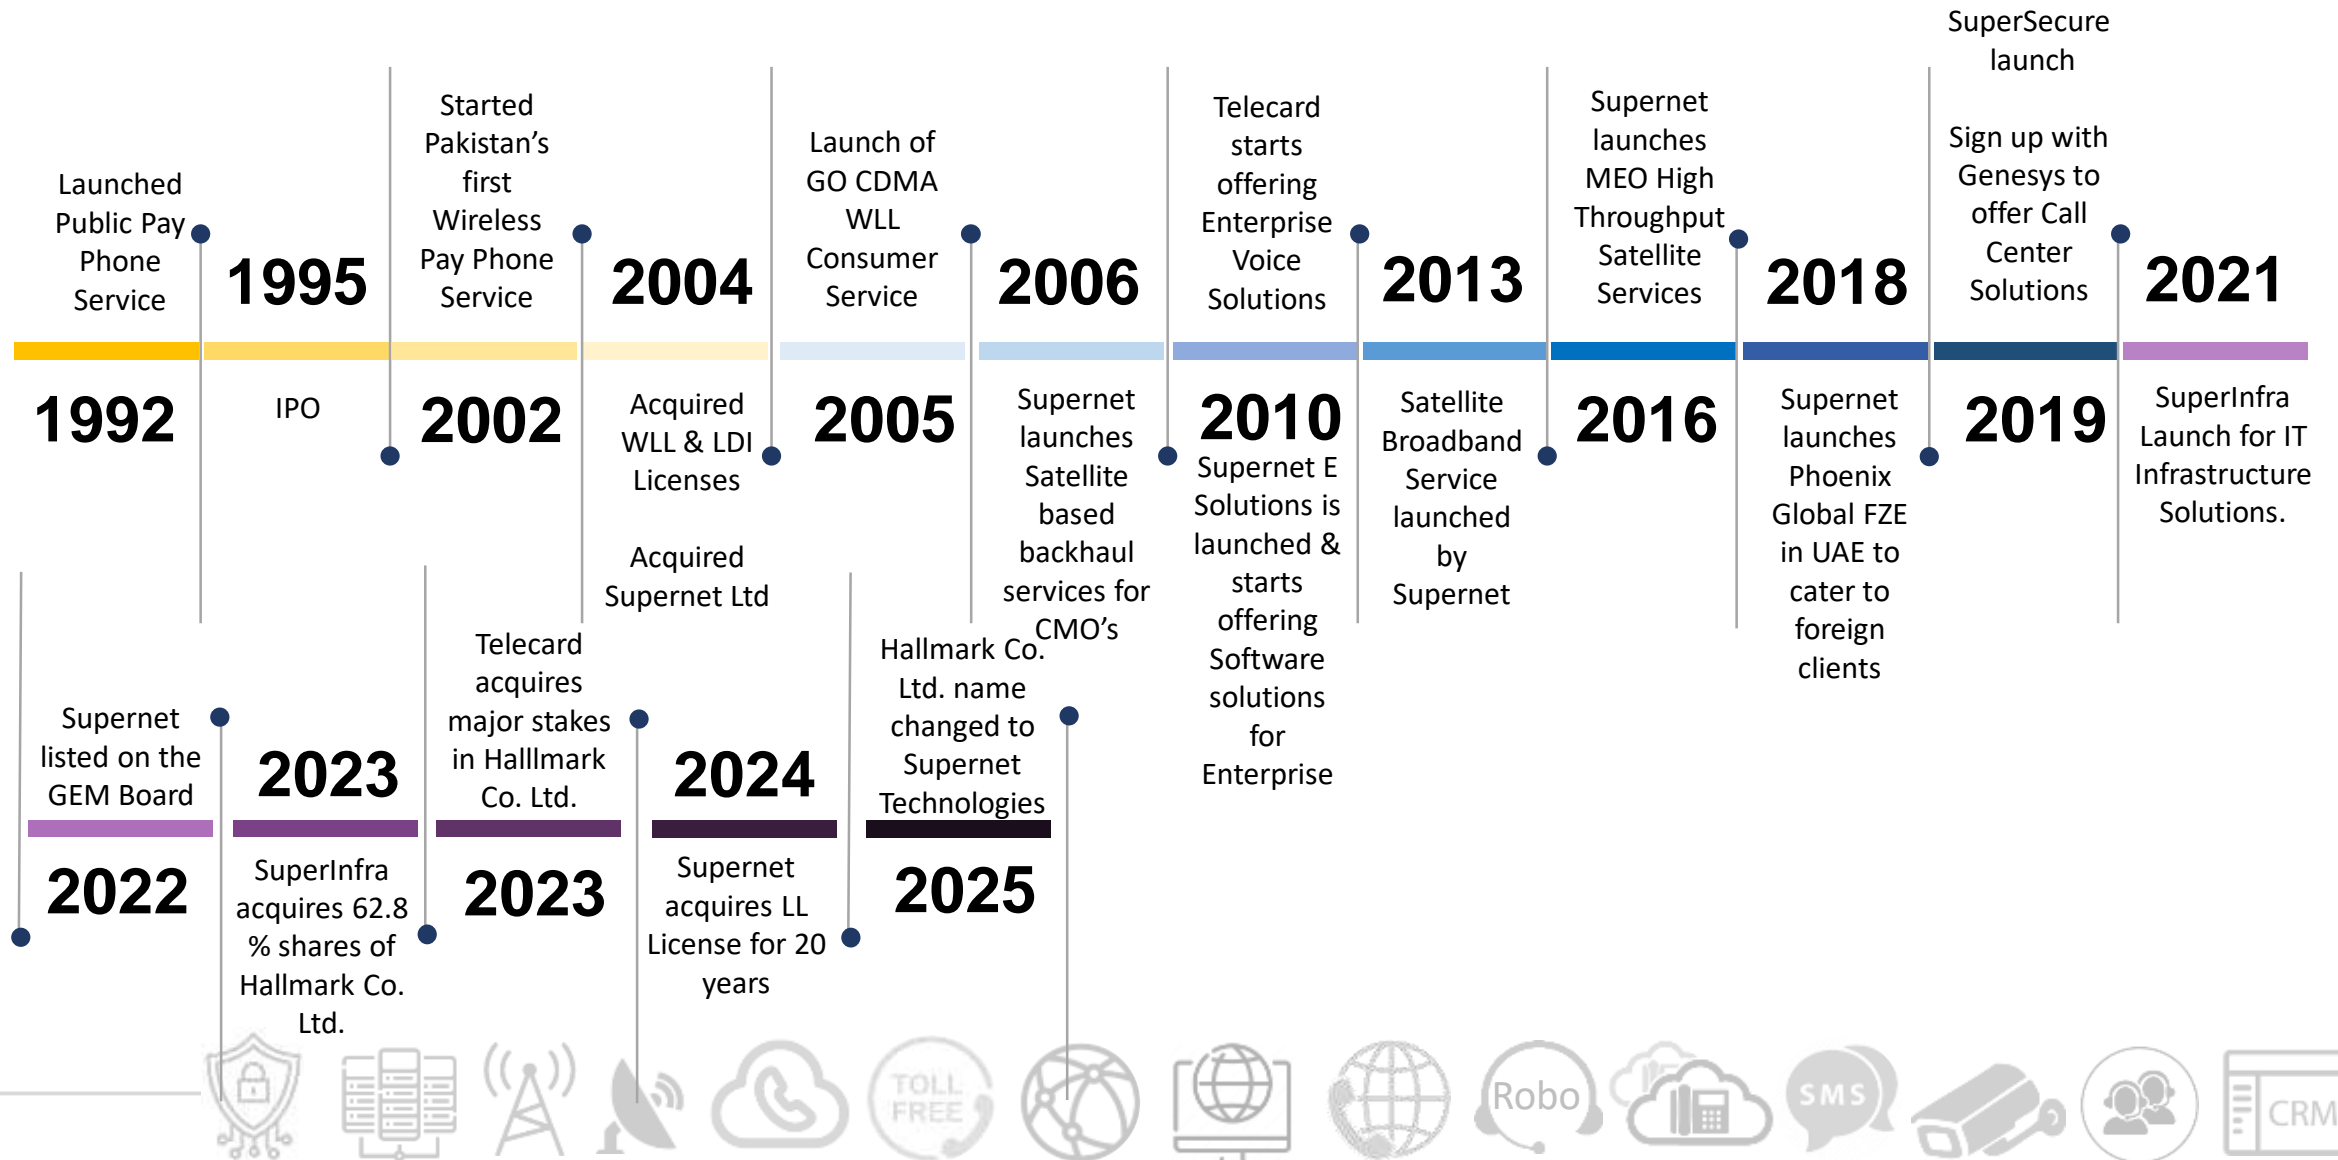 Launched
Public Pay
Phone
Service
1992
1995
IPO
Started
Pakistan’s
first
Wireless
Pay Phone
Service
2002
2004
Acquired
WLL & LDI
Licenses
Acquired
Supernet Ltd
Launch of
GO CDMA
WLL
Consumer
Service
2005
2006
Supernet
launches
Satellite
based
backhaul
services for
CMO’s
Telecard
starts
offering
Enterprise
Voice
Solutions
2010
Supernet E
Solutions is
launched &
starts
offering
Software
solutions
for
Enterprise
2013
Satellite
Broadband
Service
launched
by
Supernet
Supernet
launches
MEO High
Throughput
Satellite
Services
2016
2018
Supernet
launches
Phoenix
Global FZE
in UAE to
cater to
foreign
clients
SuperSecure
launch
Sign up with
Genesys to
offer Call
Center
Solutions
2019
2021
SuperInfra
Launch for IT
Infrastructure
Solutions.
Supernet
listed on the
GEM Board
2022
2023
SuperInfra
acquires 62.8
% shares of
Hallmark Co.
Ltd.
Telecard
acquires
major stakes
in Halllmark
Co. Ltd.
2023
2024
Supernet
acquires LL
License for 20
years
Hallmark Co.
Ltd. name
changed to
Supernet
Technologies
2025
TOLL
FREE
Robo
SMS
CRM